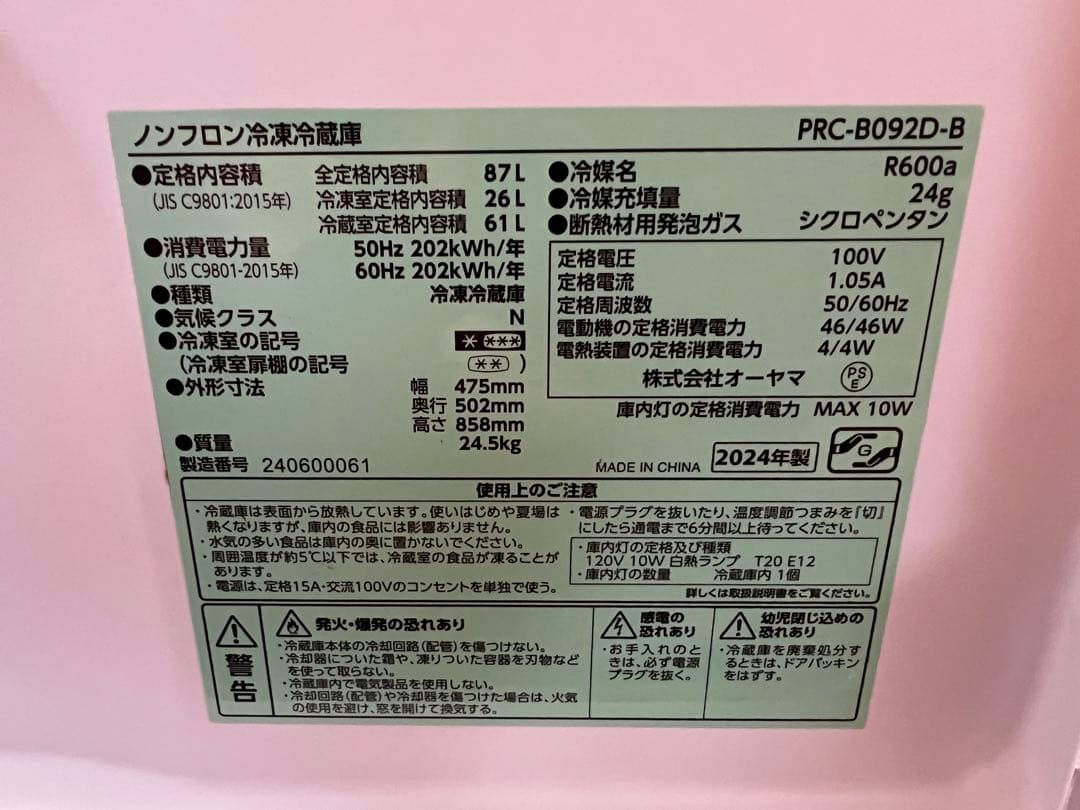 ノンフロン冷凍冷蔵庫
PRC-B092D-B
●定格内容積 全定格内容積 87L
(JIS C9801:2015年) 冷凍室定格内容積 26L
冷蔵室定格内容積 61L
●消費電力量 50Hz 202kWh/年
(JIS C9801-2015年) 60Hz 202kWh/年
●種類 冷凍冷蔵庫
●気候クラス N
●冷凍室の記号 * ***
(冷凍室扉棚の記号 ** )
●外形寸法 幅 475mm
奥行 502mm
高さ 858mm
●質量 24.5kg
製造番号 240600061
●冷媒名 R600a
●冷媒充填量 24g
●断熱材用発泡ガス シクロペンタン
定格電圧 100V
定格電流 1.05A
定格周波数 50/60Hz
電動機の定格消費電力 46/46W
電熱装置の定格消費電力 4/4W
株式会社オーヤマ PSE
庫内灯の定格消費電力 MAX 10W
MADE IN CHINA 2024年製 G
使用上のご注意
・冷蔵庫は表面から放熱しています。使いはじめや夏場は
熱くなりますが、庫内の食品には影響ありません。
・水気の多い食品は庫内の奥に置かないでください。
・周囲温度が約5℃以下では、冷蔵室の食品が凍ることが
あります。
・電源は、定格15A・交流100Vのコンセントを単独で使う。
・電源プラグを抜いたり、温度調節つまみを『切』
にしたら通電まで6分間以上待ってください。
・庫内灯の定格及び種類
120V 10W 白熱ランプ T20 E12
・庫内灯の数量 冷蔵庫内 1個
詳しくは取扱説明書をご覧ください。
警告
発火・爆発の恐れあり
・冷蔵庫本体の冷却回路(配管)を傷つけない。
・冷却器についた霜や、凍りついた容器を刃物など
を使って取らない。
・冷蔵庫内で電気製品を使用しない。
・冷却回路(配管)や冷却器を傷つけた場合は、火気
の使用を避け、窓を開けて換気する。
感電の
恐れあり
・お手入れのと
きは、必ず電源
プラグを抜く。
幼児閉じ込めの
恐れあり
・冷蔵庫を廃棄処分す
るときは、ドアパッキン
をはずす。